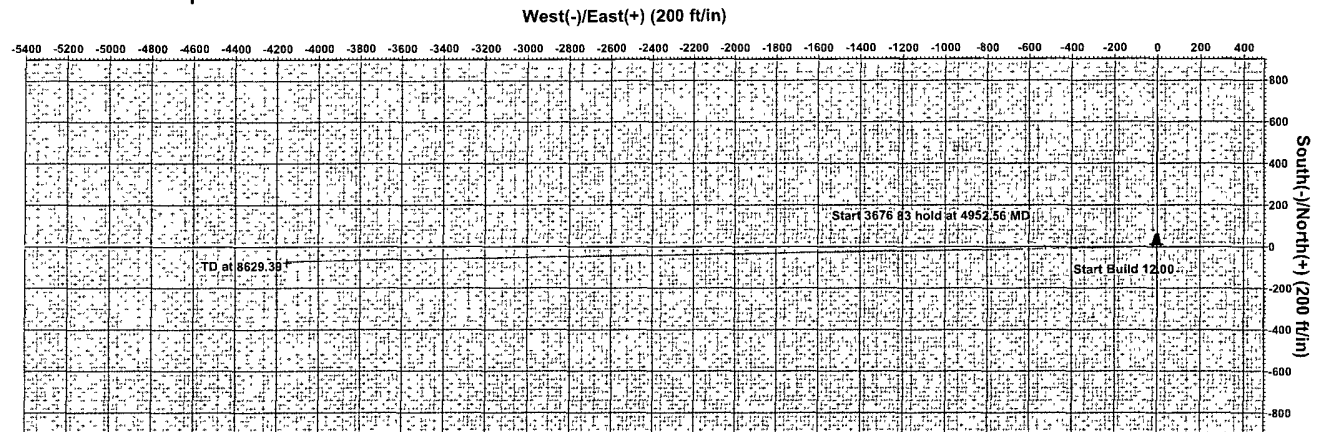 West(-)/East(+) (200 ft/in)
-5400 -5200 -5000 -4800 -4600 -4400 -4200 -4000 -3800 -3600 -3400 -3200 -3000 -2800 -2600 -2400 -2200 -2000 -1800 -1600 -1400 -1200 -1000 -800 -600 -400 -200 0 200 400
800
600
400
Start 3676 83 hold at 4952.56 MD
200
0
TD at 8629.39
Start Build 12.00
-200
-400
-600
-800
South(-)/North(+) (200 ft/in)